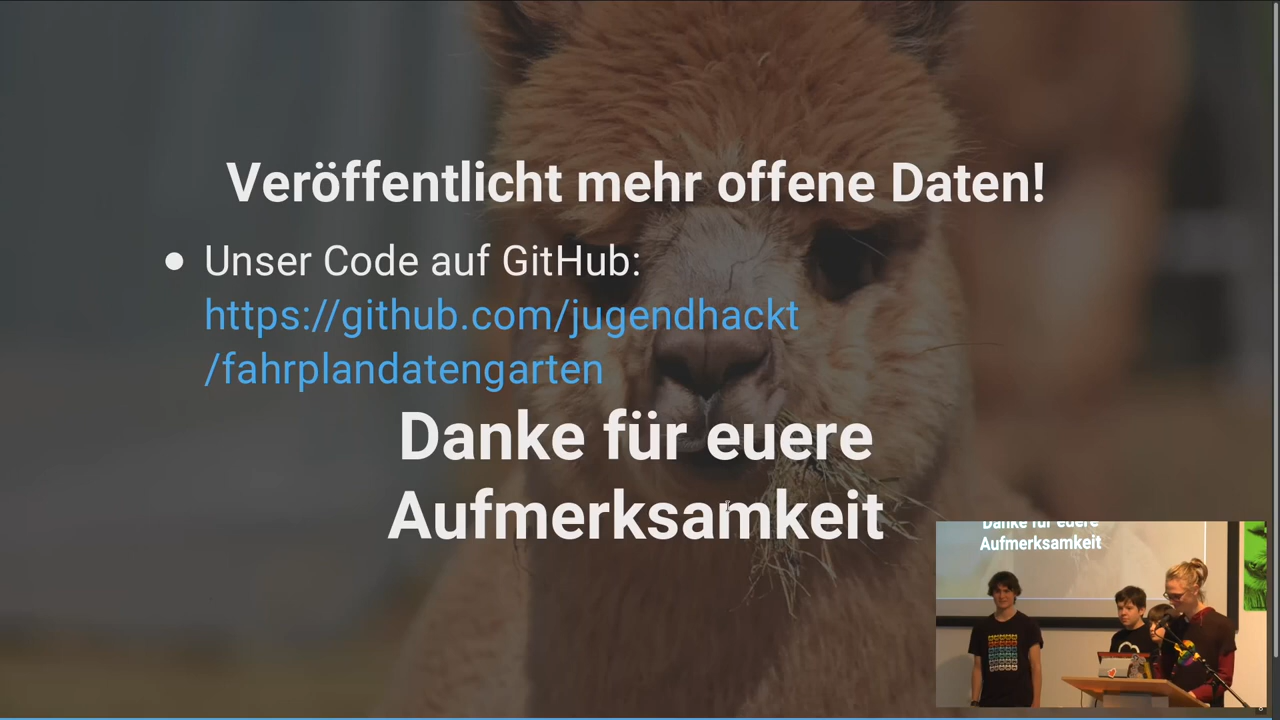 Veröffentlicht mehr offene Daten!
Unser Code auf GitHub:
https://github.com/jugendhackt
/fahrplandatengarten
Danke für euere
Aufmerksamkeit
Danke für euere
Aufmerksamkeit